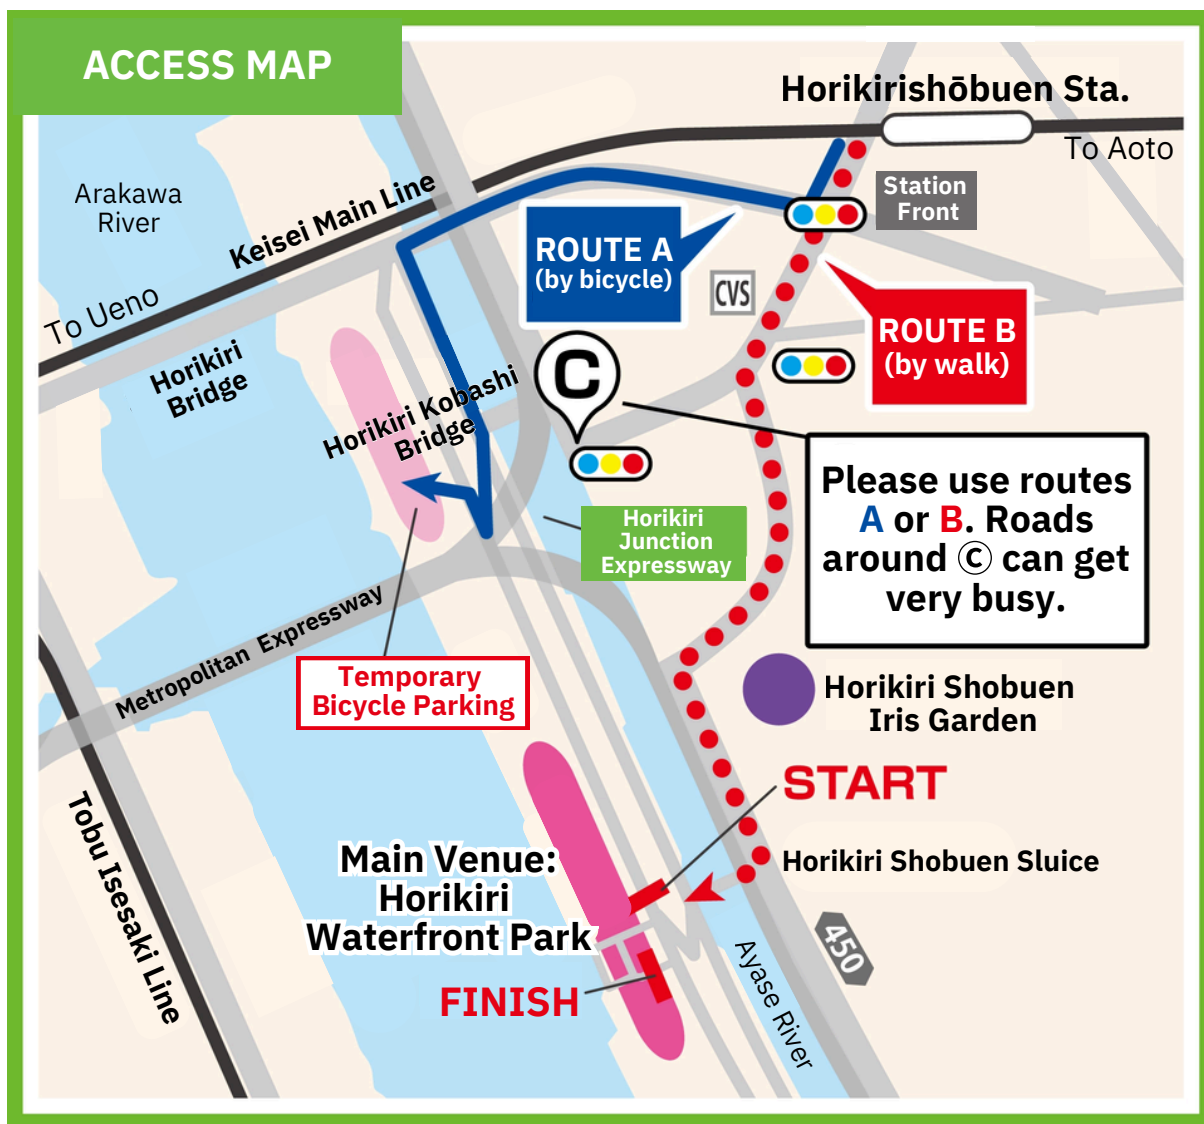 ACCESS MAP
Horikirishōbuen Sta.
To Aoto
Arakawa
River
Keisei Main Line
Station
Front
ROUTE A
(by bicycle)
CVS
To Ueno
ROUTE B
(by walk)
Horikiri
Bridge
C
Horikiri Kobashi
Bridge
Please use routes
A or B. Roads
around Ⓒ can get
very busy.
Horikiri
Junction
Expressway
Metropolitan Expressway
Temporary
Bicycle Parking
Horikiri Shobuen
Iris Garden
START
Tobu Isesaki Line
Main Venue:
Horikiri
Waterfront Park
Horikiri Shobuen Sluice
450
Ayase River
FINISH